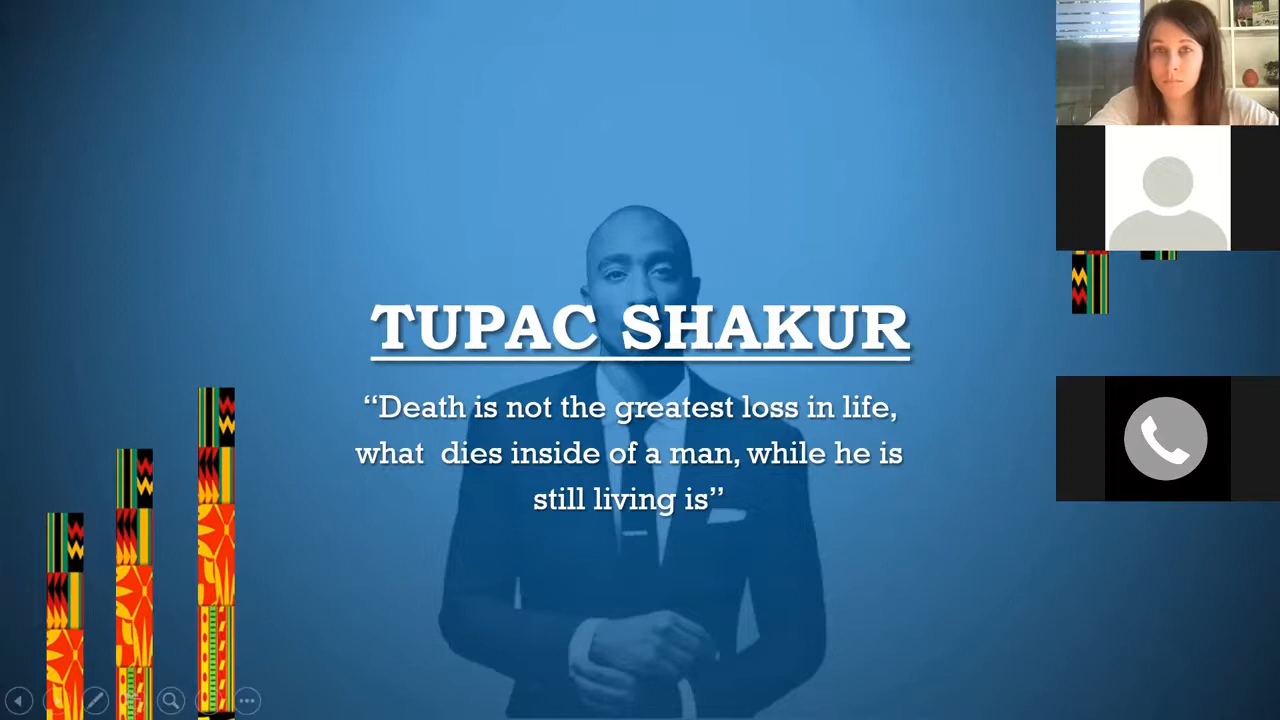 TUPAC SHAKUR
“Death is not the greatest loss in life,
what  dies inside of a man, while he is
still living is”